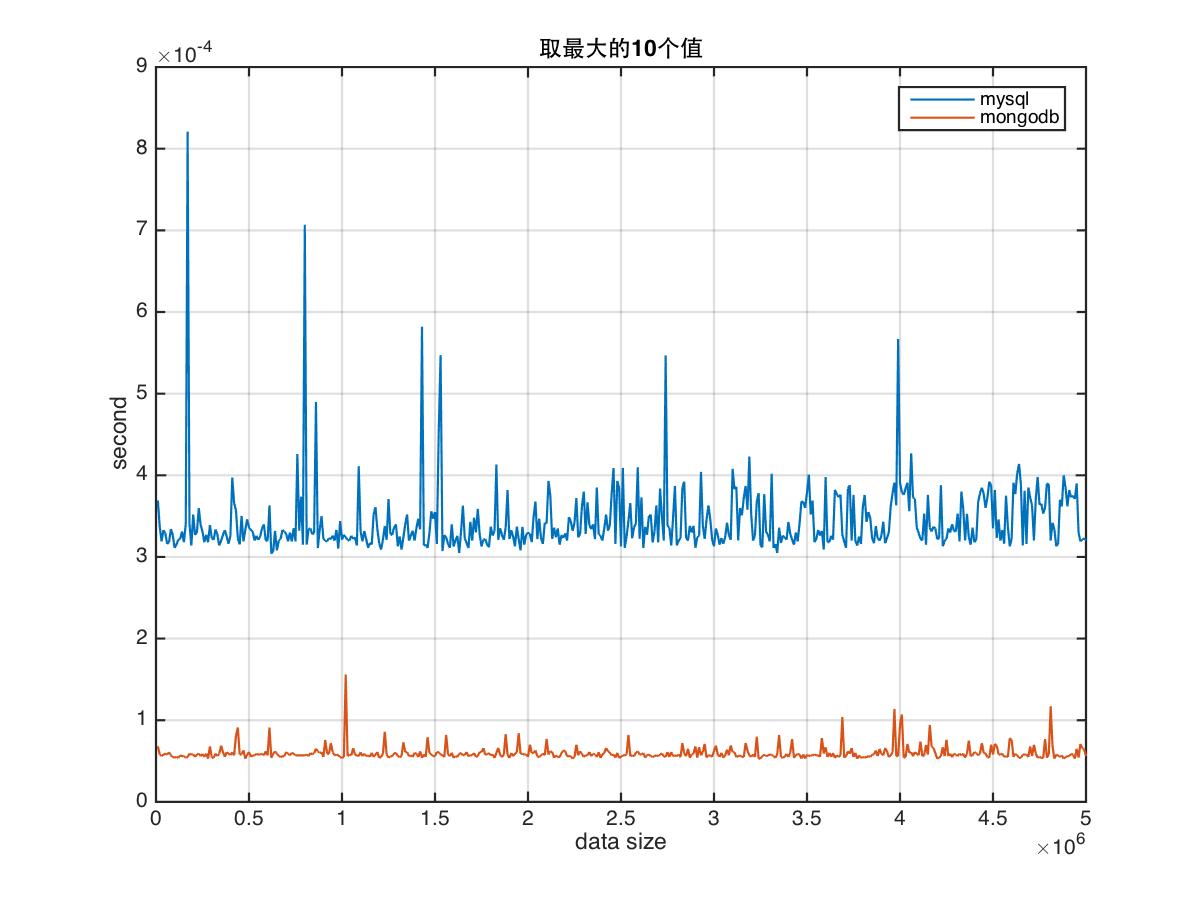 取最大的10个值
×10⁻⁴
9
8
7
6
5
4
3
2
1
0
second
mysql
mongodb
0 0.5 1 1.5 2 2.5 3 3.5 4 4.5 5
data size
×10⁶